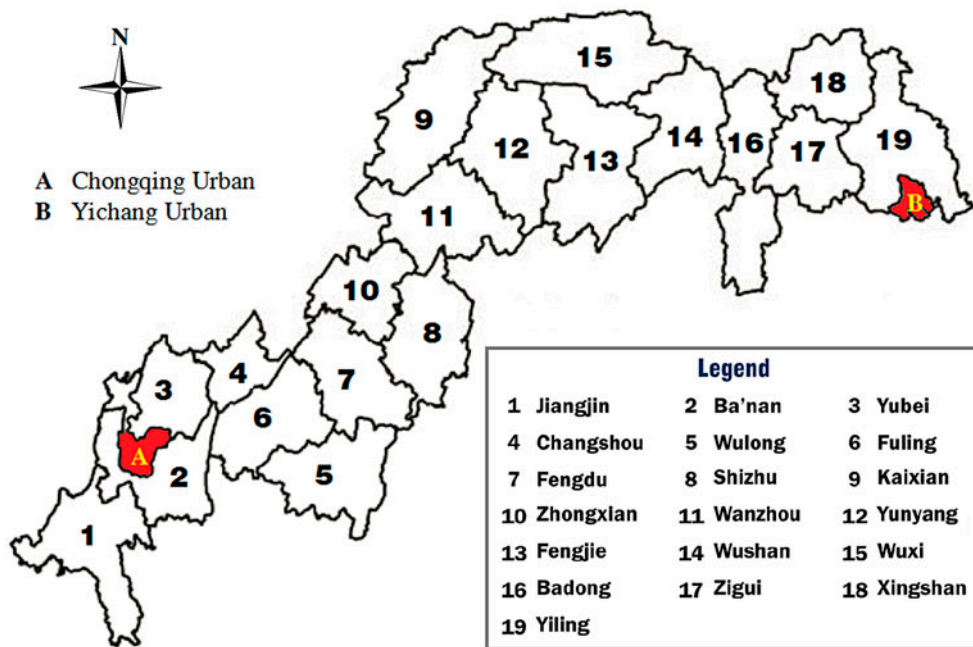 N
A Chongqing Urban
B Yichang Urban
15
18
9
12
14
16
17
19
13
B
11
10
8
4
3
7
6
A
2
5
1
Legend
1 Jiangjin 2 Ba'nan 3 Yubei
4 Changshou 5 Wulong 6 Fuling
7 Fengdu 8 Shizhu 9 Kaixian
10 Zhongxian 11 Wanzhou 12 Yunyang
13 Fengjie 14 Wushan 15 Wuxi
16 Badong 17 Zigui 18 Xingshan
19 Yiling